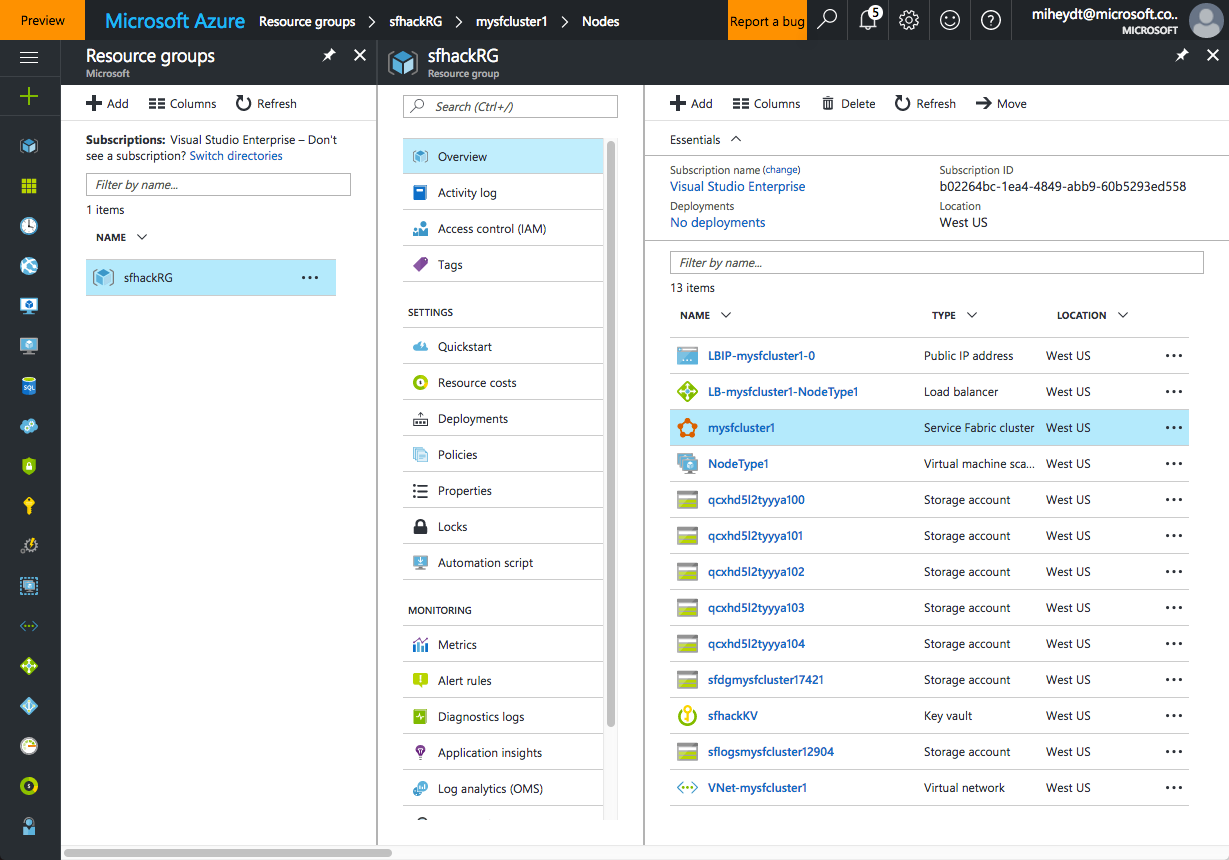 Preview
Microsoft Azure Resource groups > sfhackRG > mysfcluster1 > Nodes
Report a bug
5
miheydt@microsoft.co..
MICROSOFT
Resource groups
Microsoft
Add Columns Refresh
Subscriptions: Visual Studio Enterprise – Don't
see a subscription? Switch directories
Filter by name...
1 items
NAME
sfhackRG ...
sfhackRG
Resource group
Search (Ctrl+/)
Overview
Activity log
Access control (IAM)
Tags
SETTINGS
Quickstart
Resource costs
Deployments
Policies
Properties
Locks
Automation script
MONITORING
Metrics
Alert rules
Diagnostics logs
Application insights
Log analytics (OMS)
Add Columns Delete Refresh Move
Essentials
Subscription name (change) Subscription ID
Visual Studio Enterprise b02264bc-1ea4-4849-abb9-60b5293ed558
Deployments Location
No deployments West US
Filter by name...
13 items
NAME TYPE LOCATION
LBIP-mysfcluster1-0 Public IP address West US ...
LB-mysfcluster1-NodeType1 Load balancer West US ...
mysfcluster1 Service Fabric cluster West US ...
NodeType1 Virtual machine sca... West US ...
qcxhd5l2tyyya100 Storage account West US ...
qcxhd5l2tyyya101 Storage account West US ...
qcxhd5l2tyyya102 Storage account West US ...
qcxhd5l2tyyya103 Storage account West US ...
qcxhd5l2tyyya104 Storage account West US ...
sfdgmysfcluster17421 Storage account West US ...
sfhackKV Key vault West US ...
sflogsmysfcluster12904 Storage account West US ...
VNet-mysfcluster1 Virtual network West US ...
SQL